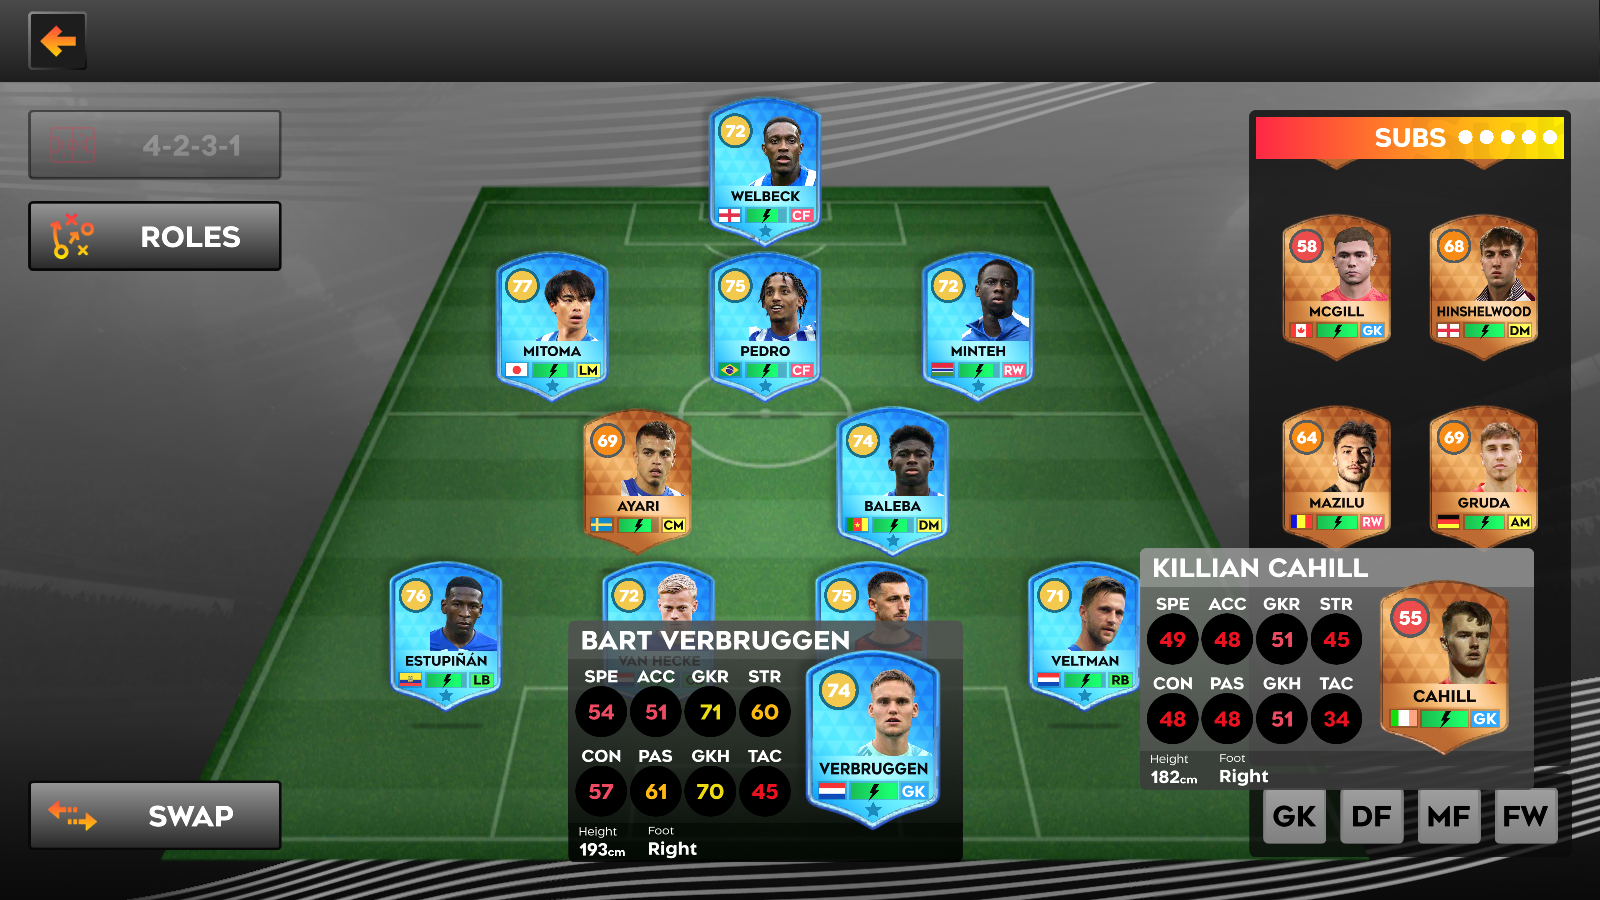 4-2-3-1
ROLES
SWAP
72
WELBECK
CF
77
MITOMA
LM
75
PEDRO
CF
72
MINTEH
RW
69
AYARI
CM
74
BALEBA
DM
76
ESTUPIÑÁN
LB
72
VAN HECKE
75
71
VELTMAN
RB
BART VERBRUGGEN
SPE ACC GKR STR
54 51 71 60
CON PAS GKH TAC
57 61 70 45
Height Foot
193cm Right
74
VERBRUGGEN
GK
SUBS
58
MCGILL
GK
68
HINSHELWOOD
DM
64
MAZILU
RW
69
GRUDA
AM
KILLIAN CAHILL
SPE ACC GKR STR
49 48 51 45
CON PAS GKH TAC
48 48 51 34
Height Foot
182cm Right
55
CAHILL
GK
GK DF MF FW